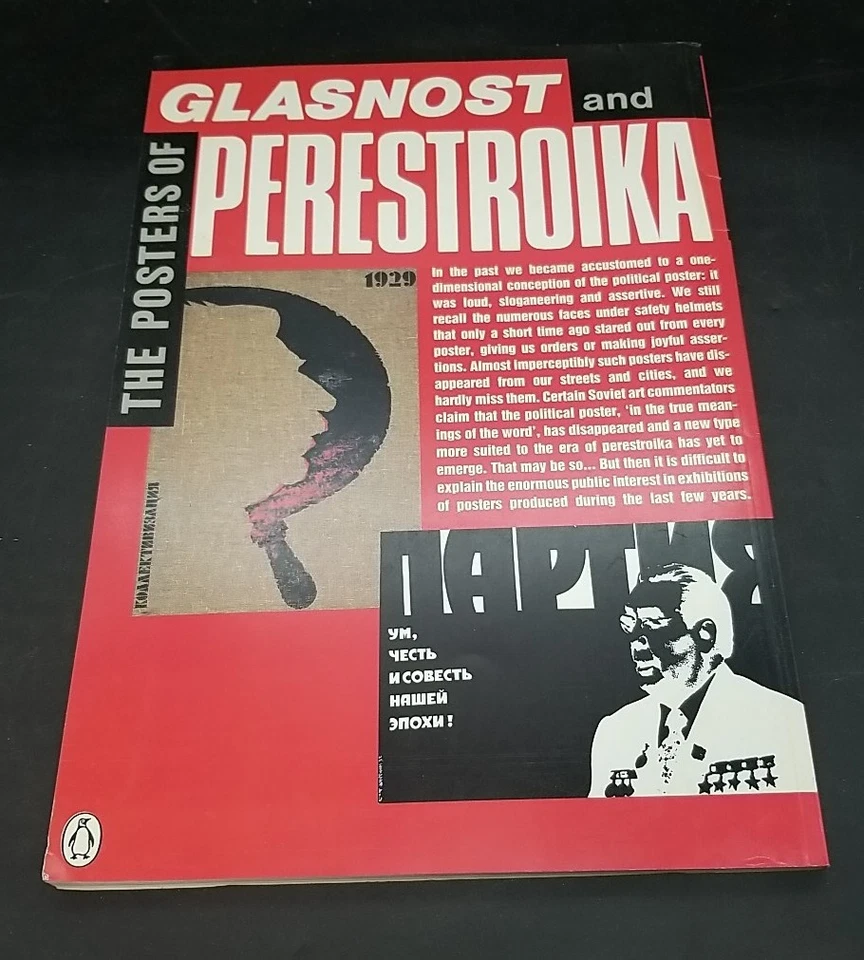 GLASNOST and
THE POSTERS OF
PERESTROIKA
1929
КОЛЛЕКТИВИЗАЦИЯ
In the past we became accustomed to a one-
dimensional conception of the political poster: it
was loud, sloganeering and assertive. We still
recall the numerous faces under safety helmets
that only a short time ago stared out from every
poster, giving us orders or making joyful asser-
tions. Almost imperceptibly such posters have dis-
appeared from our streets and cities, and we
hardly miss them. Certain Soviet art commentators
claim that the political poster, 'in the true mean-
ings of the word', has disappeared and a new type
more suited to the era of perestroika has yet to
emerge. That may be so... But then it is difficult to
explain the enormous public interest in exhibitions
of posters produced during the last few years.
ПАРТИЯ
УМ,
ЧЕСТЬ
И СОВЕСТЬ
НАШЕЙ
ЭПОХИ!